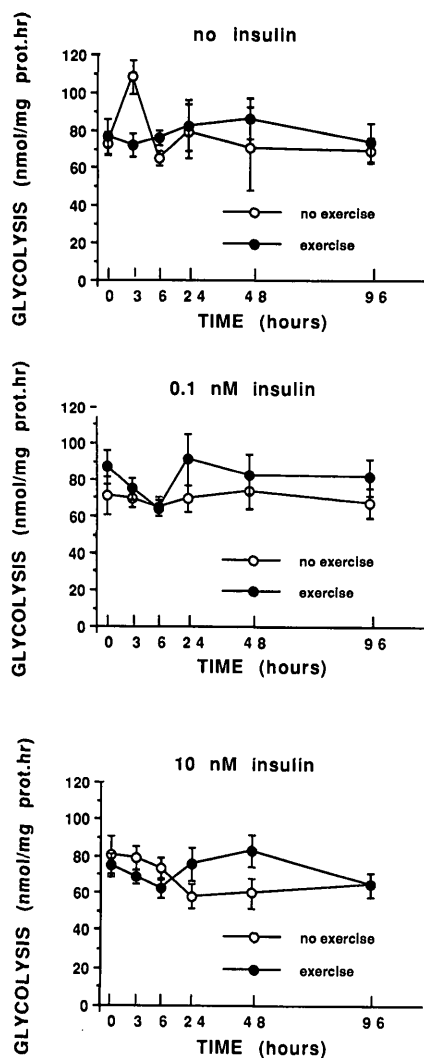 no insulin
GLYCOLYSIS (nmol/mg prot.hr)
120
100
80
60
40
20
0
no exercise
exercise
0 3 6 24 48 96
TIME (hours)
0.1 nM insulin
GLYCOLYSIS (nmol/mg prot.hr)
120
100
80
60
40
20
0
no exercise
exercise
0 3 6 24 48 96
TIME (hours)
10 nM insulin
GLYCOLYSIS (nmol/mg prot.hr)
120
100
80
60
40
20
0
no exercise
exercise
0 3 6 24 48 96
TIME (hours)